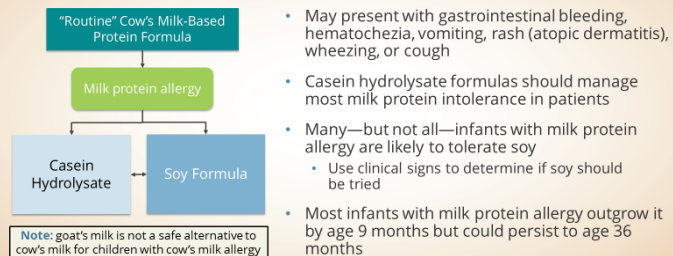 “Routine” Cow’s Milk-Based
Protein Formula
Milk protein allergy
Casein
Hydrolysate
Soy Formula
Note: goat’s milk is not a safe alternative to
cow’s milk for children with cow’s milk allergy
• May present with gastrointestinal bleeding,
hematochezia, vomiting, rash (atopic dermatitis),
wheezing, or cough
• Casein hydrolysate formulas should manage
most milk protein intolerance in patients
• Many—but not all—infants with milk protein
allergy are likely to tolerate soy
• Use clinical signs to determine if soy should
be tried
• Most infants with milk protein allergy outgrow it
by age 9 months but could persist to age 36
months